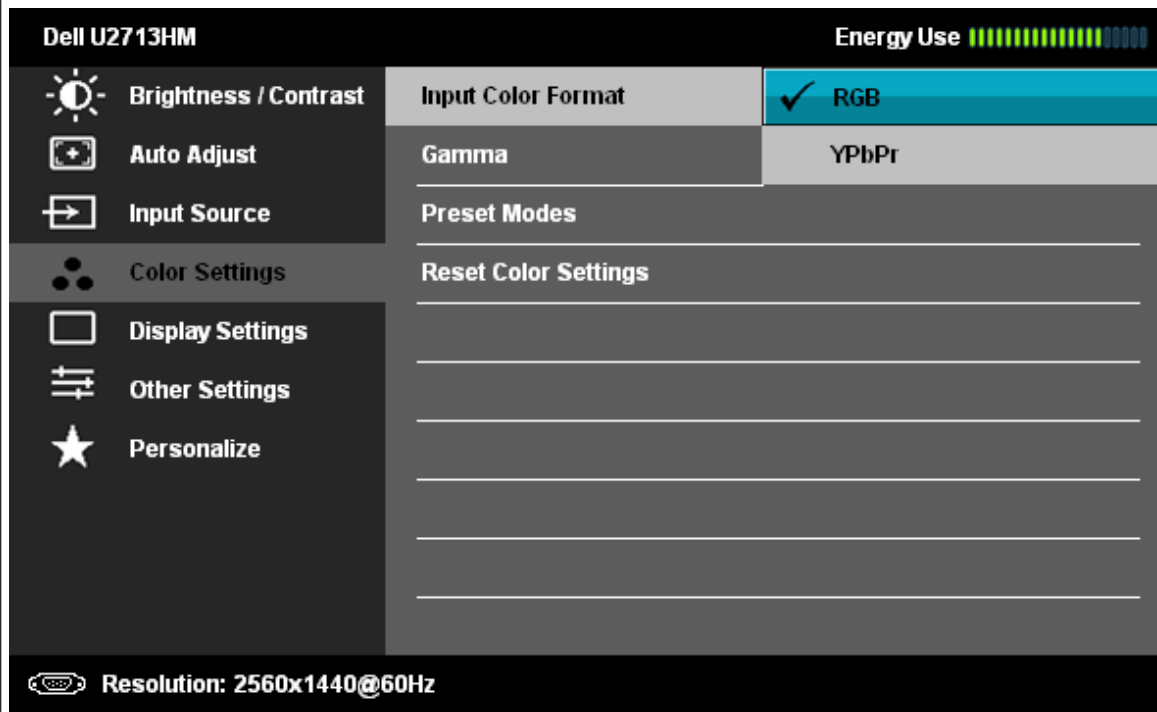 Dell U2713HM Energy Use
Brightness / Contrast Input Color Format RGB
Auto Adjust Gamma YPbPr
Input Source Preset Modes
Color Settings Reset Color Settings
Display Settings
Other Settings
Personalize
Resolution: 2560x1440@60Hz